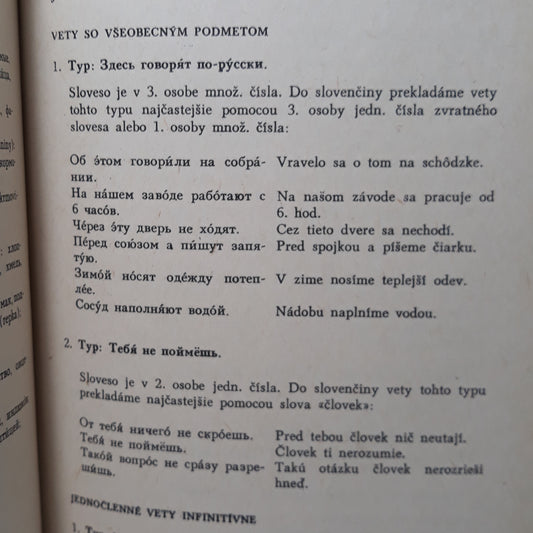 VETY SO VŠEOBECNÝM PODMETOM
1. Тур: Здесь говоря́т по-ру́сски.
Sloveso je v 3. osobe množ. čísla. Do slovenčiny prekladáme vety
tohto typu najčastejšie pomocou 3. osoby jedn. čísla zvratného
slovesa alebo 1. osoby množ. čísla:
Об э́том говори́ли на собра́- Vravelo sa o tom na schôdzke.
нии.
На на́шем заво́де рабо́тают с Na našom závode sa pracuje od
6 часо́в. 6. hod.
Че́рез э́ту дверь не хо́дят. Cez tieto dvere sa nechodí.
Пе́ред сою́зом а пи́шут запя- Pred spojkou a píšeme čiarku.
ту́ю.
Зимо́й но́сят оде́жду потеп- V zime nosíme teplejší odev.
ле́е.
Сосу́д наполня́ют водо́й. Nádobu naplníme vodou.
2. Тур: Тебя́ не поймёшь.
Sloveso je v 2. osobe jedn. čísla. Do slovenčiny vety tohto typu
prekladáme najčastejšie pomocou slova «človek»:
От тебя́ ничего́ не скро́ешь. Pred tebou človek nič neutají.
Тебя́ не поймёшь. Človek ti nerozumie.
Тако́й вопро́с не сра́зу разре- Takú otázku človek nerozrieši
ши́шь. hneď.
JEDNOČLENNÉ VETY INFINITÍVNE